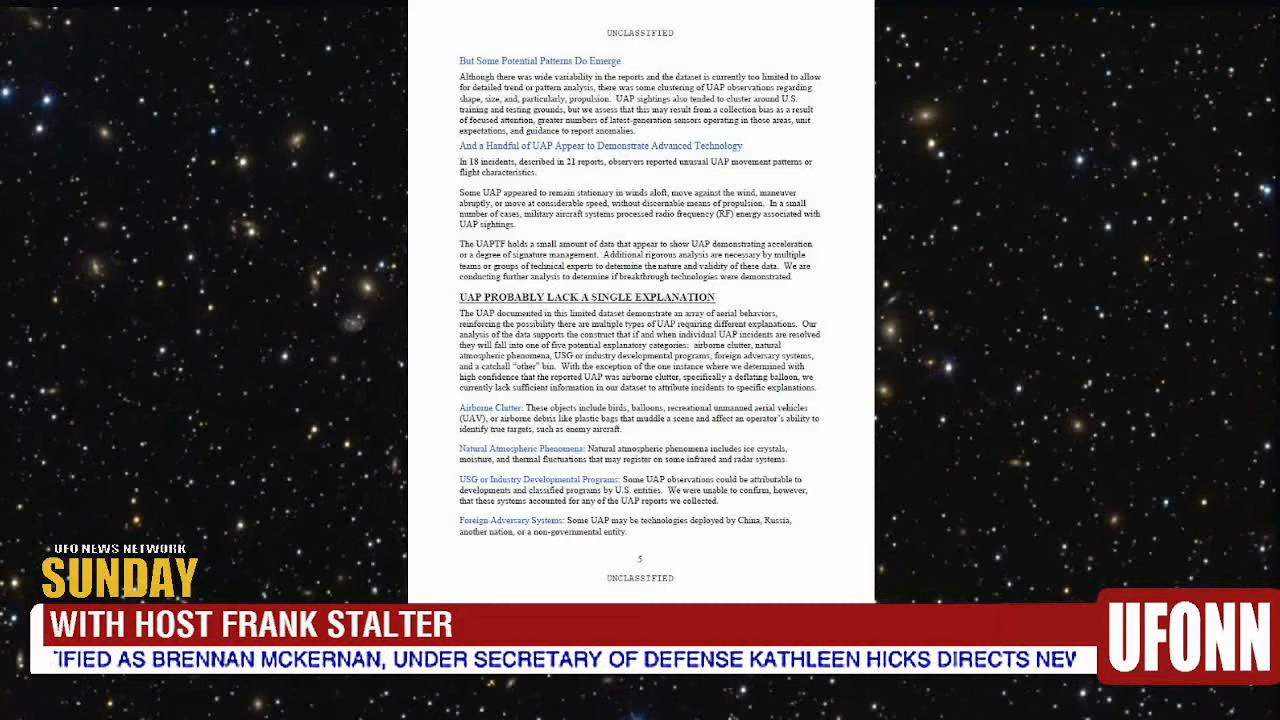 UNCLASSIFIED
But Some Potential Patterns Do Emerge
Although there was wide variability in the reports and the dataset is currently too limited to allow
for detailed trend or pattern analysis, there was some clustering of UAP observations regarding
shape, size, and, particularly, propulsion. UAP sightings also tended to cluster around U.S.
training and testing grounds, but we assess that this may result from a collection bias as a result
of focused attention, greater numbers of latest-generation sensors operating in those areas, unit
expectations, and guidance to report anomalies.
And a Handful of UAP Appear to Demonstrate Advanced Technology
In 18 incidents, described in 21 reports, observers reported unusual UAP movement patterns or
flight characteristics.
Some UAP appeared to remain stationary in winds aloft, move against the wind, maneuver
abruptly, or move at considerable speed, without discernable means of propulsion. In a small
number of cases, military aircraft systems processed radio frequency (RF) energy associated with
UAP sightings.
The UAPTF holds a small amount of data that appear to show UAP demonstrating acceleration
or a degree of signature management. Additional rigorous analysis are necessary by multiple
teams or groups of technical experts to determine the nature and validity of these data. We are
conducting further analysis to determine if breakthrough technologies were demonstrated.
UAP PROBABLY LACK A SINGLE EXPLANATION
The UAP documented in this limited dataset demonstrate an array of aerial behaviors,
reinforcing the possibility there are multiple types of UAP requiring different explanations. Our
analysis of the data supports the construct that if and when individual UAP incidents are resolved
they will fall into one of five potential explanatory categories: airborne clutter, natural
atmospheric phenomena, USG or industry developmental programs, foreign adversary systems,
and a catchall “other” bin. With the exception of the one instance where we determined with
high confidence that the reported UAP was airborne clutter, specifically a deflating balloon, we
currently lack sufficient information in our dataset to attribute incidents to specific explanations.
Airborne Clutter: These objects include birds, balloons, recreational unmanned aerial vehicles
(UAV), or airborne debris like plastic bags that muddle a scene and affect an operator’s ability to
identify true targets, such as enemy aircraft.
Natural Atmospheric Phenomena: Natural atmospheric phenomena includes ice crystals,
moisture, and thermal fluctuations that may register on some infrared and radar systems.
USG or Industry Developmental Programs: Some UAP observations could be attributable to
developments and classified programs by U.S. entities. We were unable to confirm, however,
that these systems accounted for any of the UAP reports we collected.
Foreign Adversary Systems: Some UAP may be technologies deployed by China, Russia,
another nation, or a non-governmental entity.
5
UNCLASSIFIED
UFO NEWS NETWORK
SUNDAY
WITH HOST FRANK STALTER
UFONN
IFIED AS BRENNAN MCKERNAN, UNDER SECRETARY OF DEFENSE KATHLEEN HICKS DIRECTS NEW